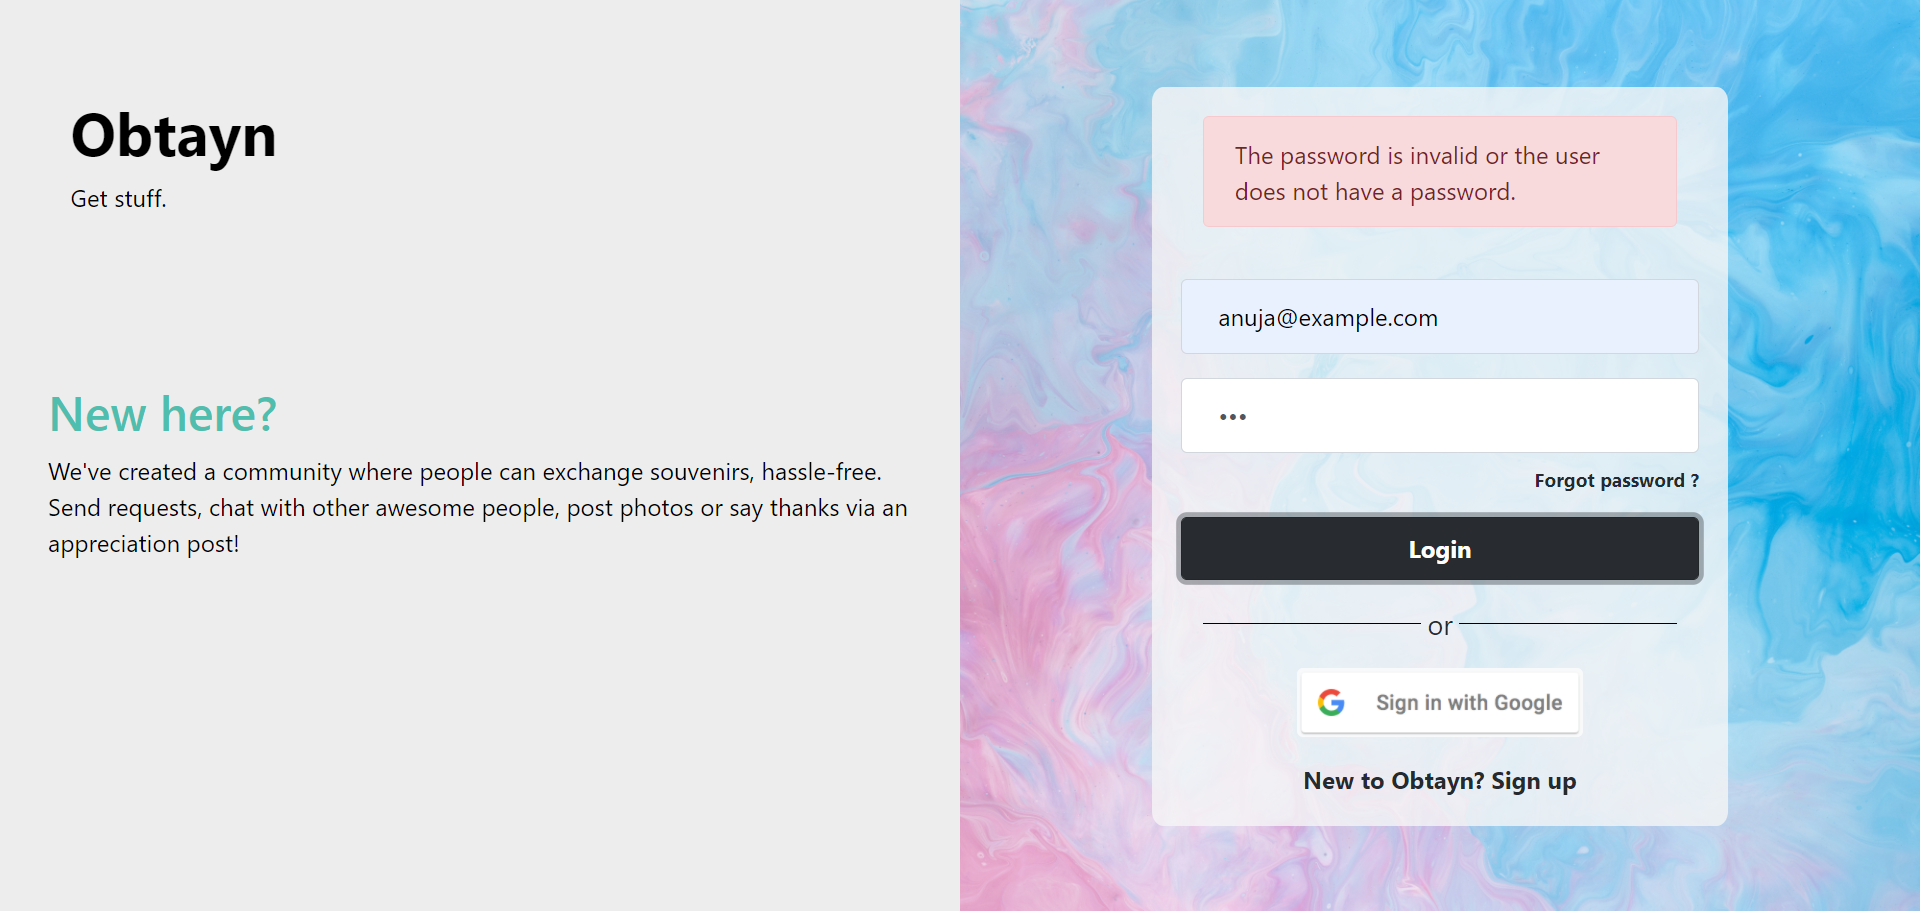 Obtayn
Get stuff.
New here?
We've created a community where people can exchange souvenirs, hassle-free.
Send requests, chat with other awesome people, post photos or say thanks via an
appreciation post!
The password is invalid or the user
does not have a password.
anuja@example.com
•••
Forgot password ?
Login
or
Sign in with Google
New to Obtayn? Sign up